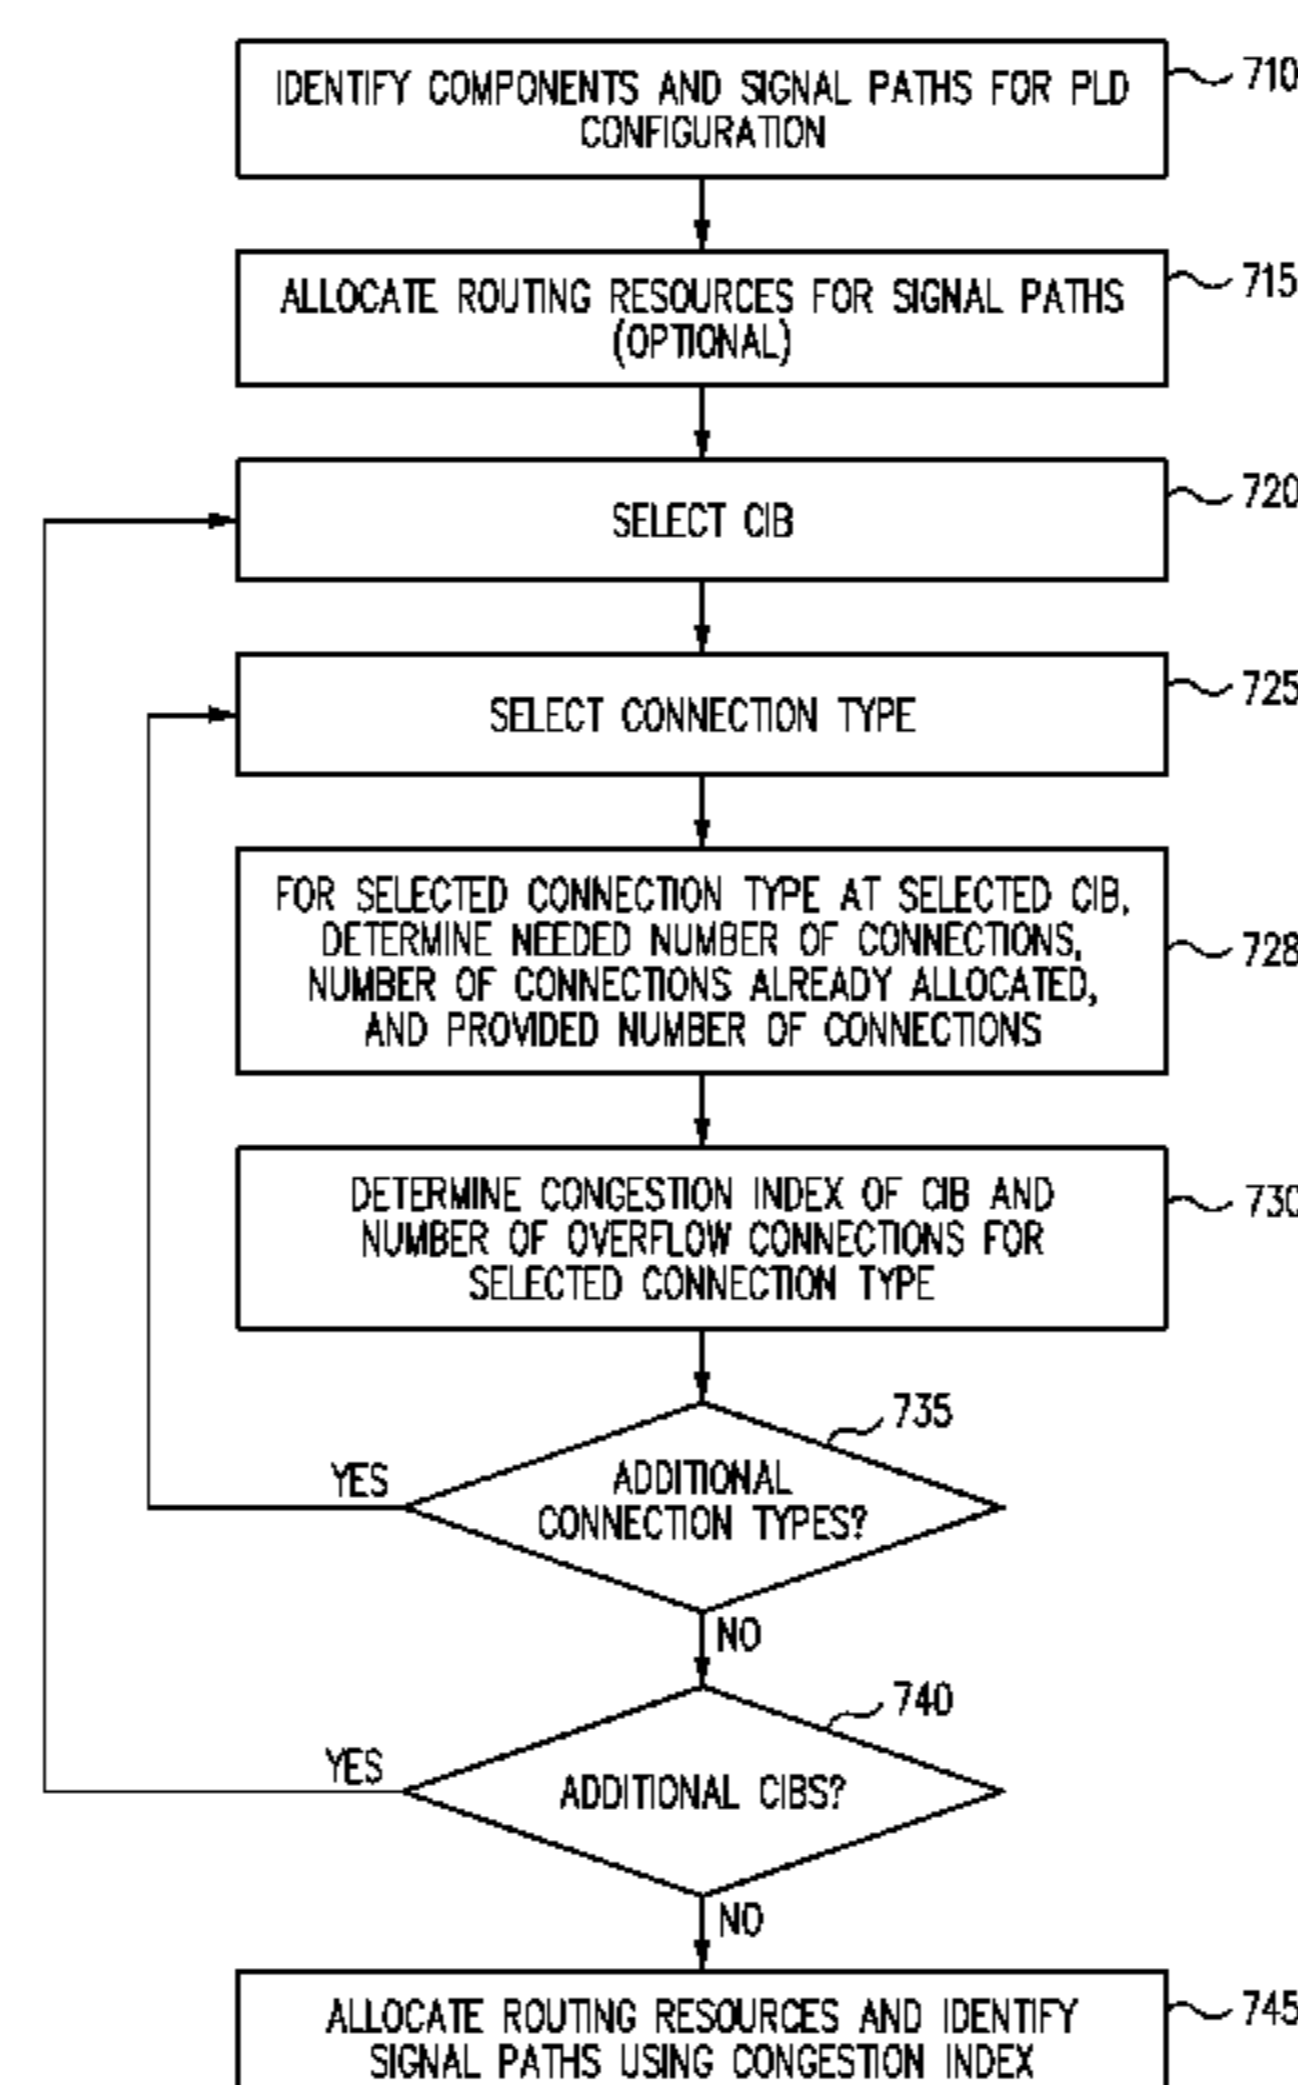 IDENTIFY COMPONENTS AND SIGNAL PATHS FOR PLD
CONFIGURATION
710
ALLOCATE ROUTING RESOURCES FOR SIGNAL PATHS
(OPTIONAL)
715
SELECT CIB
720
SELECT CONNECTION TYPE
725
FOR SELECTED CONNECTION TYPE AT SELECTED CIB,
DETERMINE NEEDED NUMBER OF CONNECTIONS,
NUMBER OF CONNECTIONS ALREADY ALLOCATED,
AND PROVIDED NUMBER OF CONNECTIONS
728
DETERMINE CONGESTION INDEX OF CIB AND
NUMBER OF OVERFLOW CONNECTIONS FOR
SELECTED CONNECTION TYPE
730
735
YES
ADDITIONAL
CONNECTION TYPES?
NO
740
YES
ADDITIONAL CIBS?
NO
ALLOCATE ROUTING RESOURCES AND IDENTIFY
SIGNAL PATHS USING CONGESTION INDEX
745